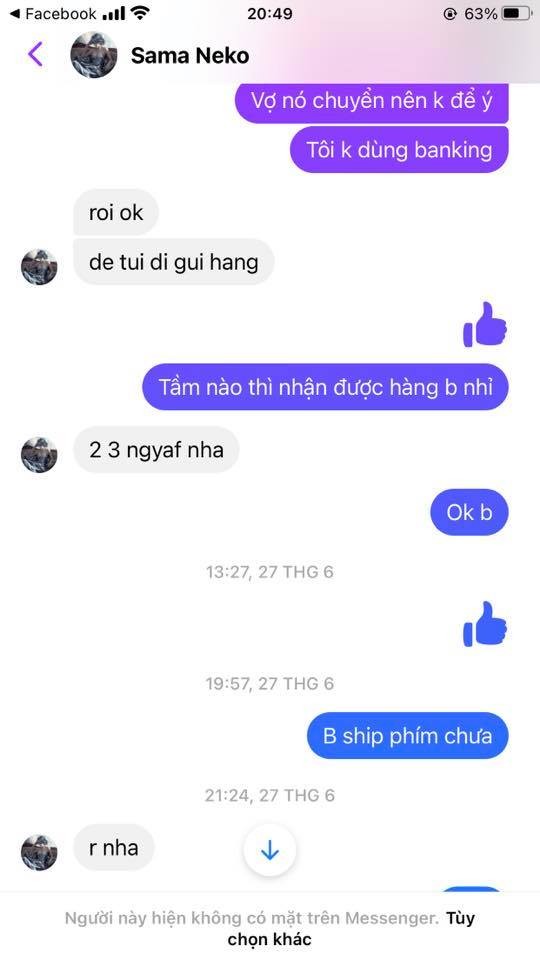 Facebook 20:49 63%
Sama Neko
Vợ nó chuyển nên k để ý
Tôi k dùng banking
roi ok
de tui di gui hang
Tầm nào thì nhận được hàng b nhỉ
2 3 ngyaf nha
Ok b
13:27, 27 THG 6
19:57, 27 THG 6
B ship phím chưa
21:24, 27 THG 6
r nha
Người này hiện không có mặt trên Messenger. Tùy
chọn khác